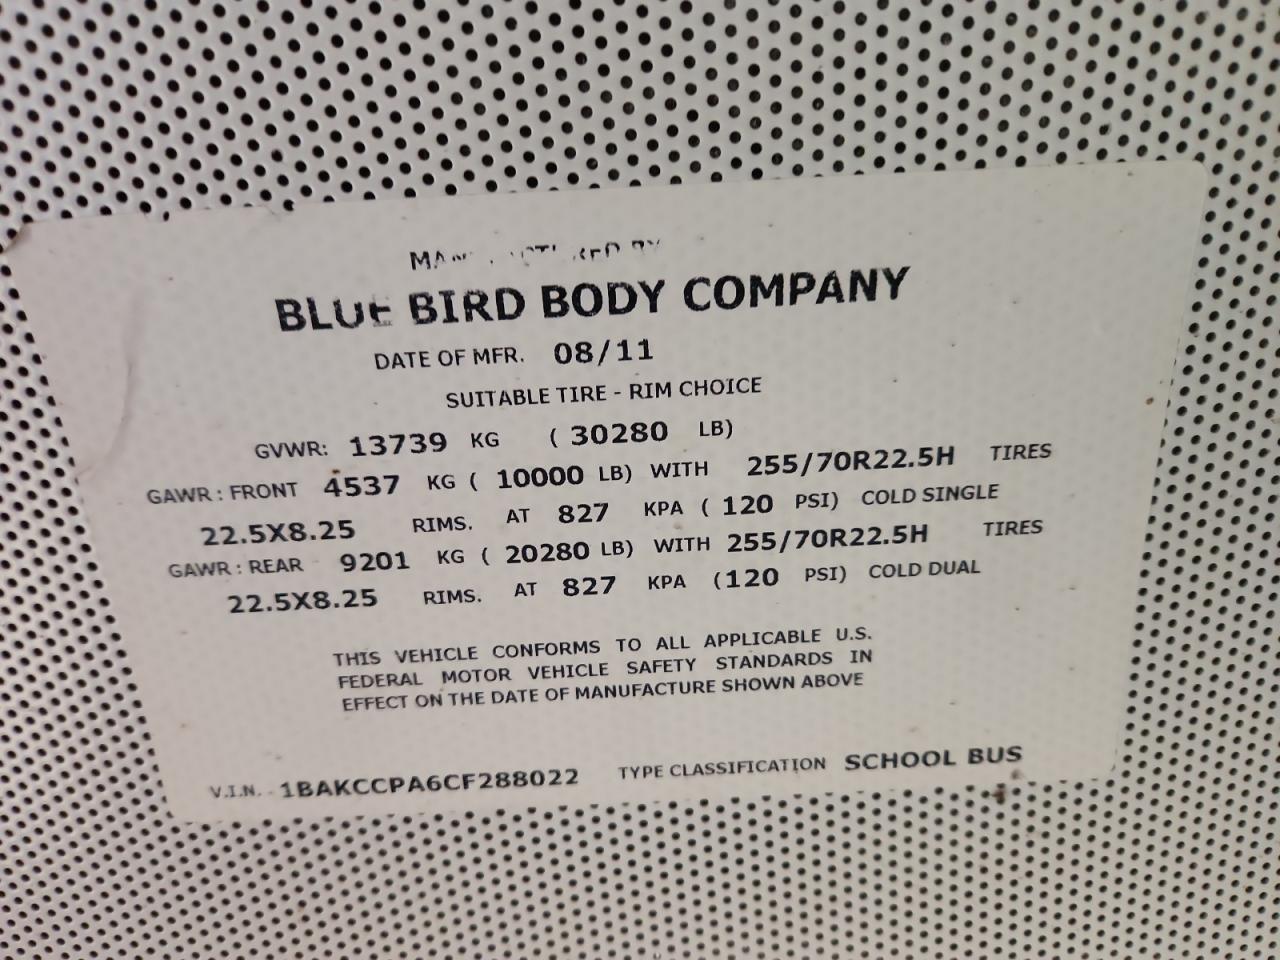 BLUE BIRD BODY COMPANY
DATE OF MFR. 08/11
SUITABLE TIRE - RIM CHOICE
GVWR: 13739 KG ( 30280 LB)
GAWR : FRONT 4537 KG ( 10000 LB) WITH 255/70R22.5H TIRES
22.5X8.25 RIMS. AT 827 KPA ( 120 PSI) COLD SINGLE
GAWR : REAR 9201 KG ( 20280 LB) WITH 255/70R22.5H TIRES
22.5X8.25 RIMS. AT 827 KPA (120 PSI) COLD DUAL
THIS VEHICLE CONFORMS TO ALL APPLICABLE U.S.
FEDERAL MOTOR VEHICLE SAFETY STANDARDS IN
EFFECT ON THE DATE OF MANUFACTURE SHOWN ABOVE
V.I.N. 1BAKCCPA6CF288022 TYPE CLASSIFICATION SCHOOL BUS